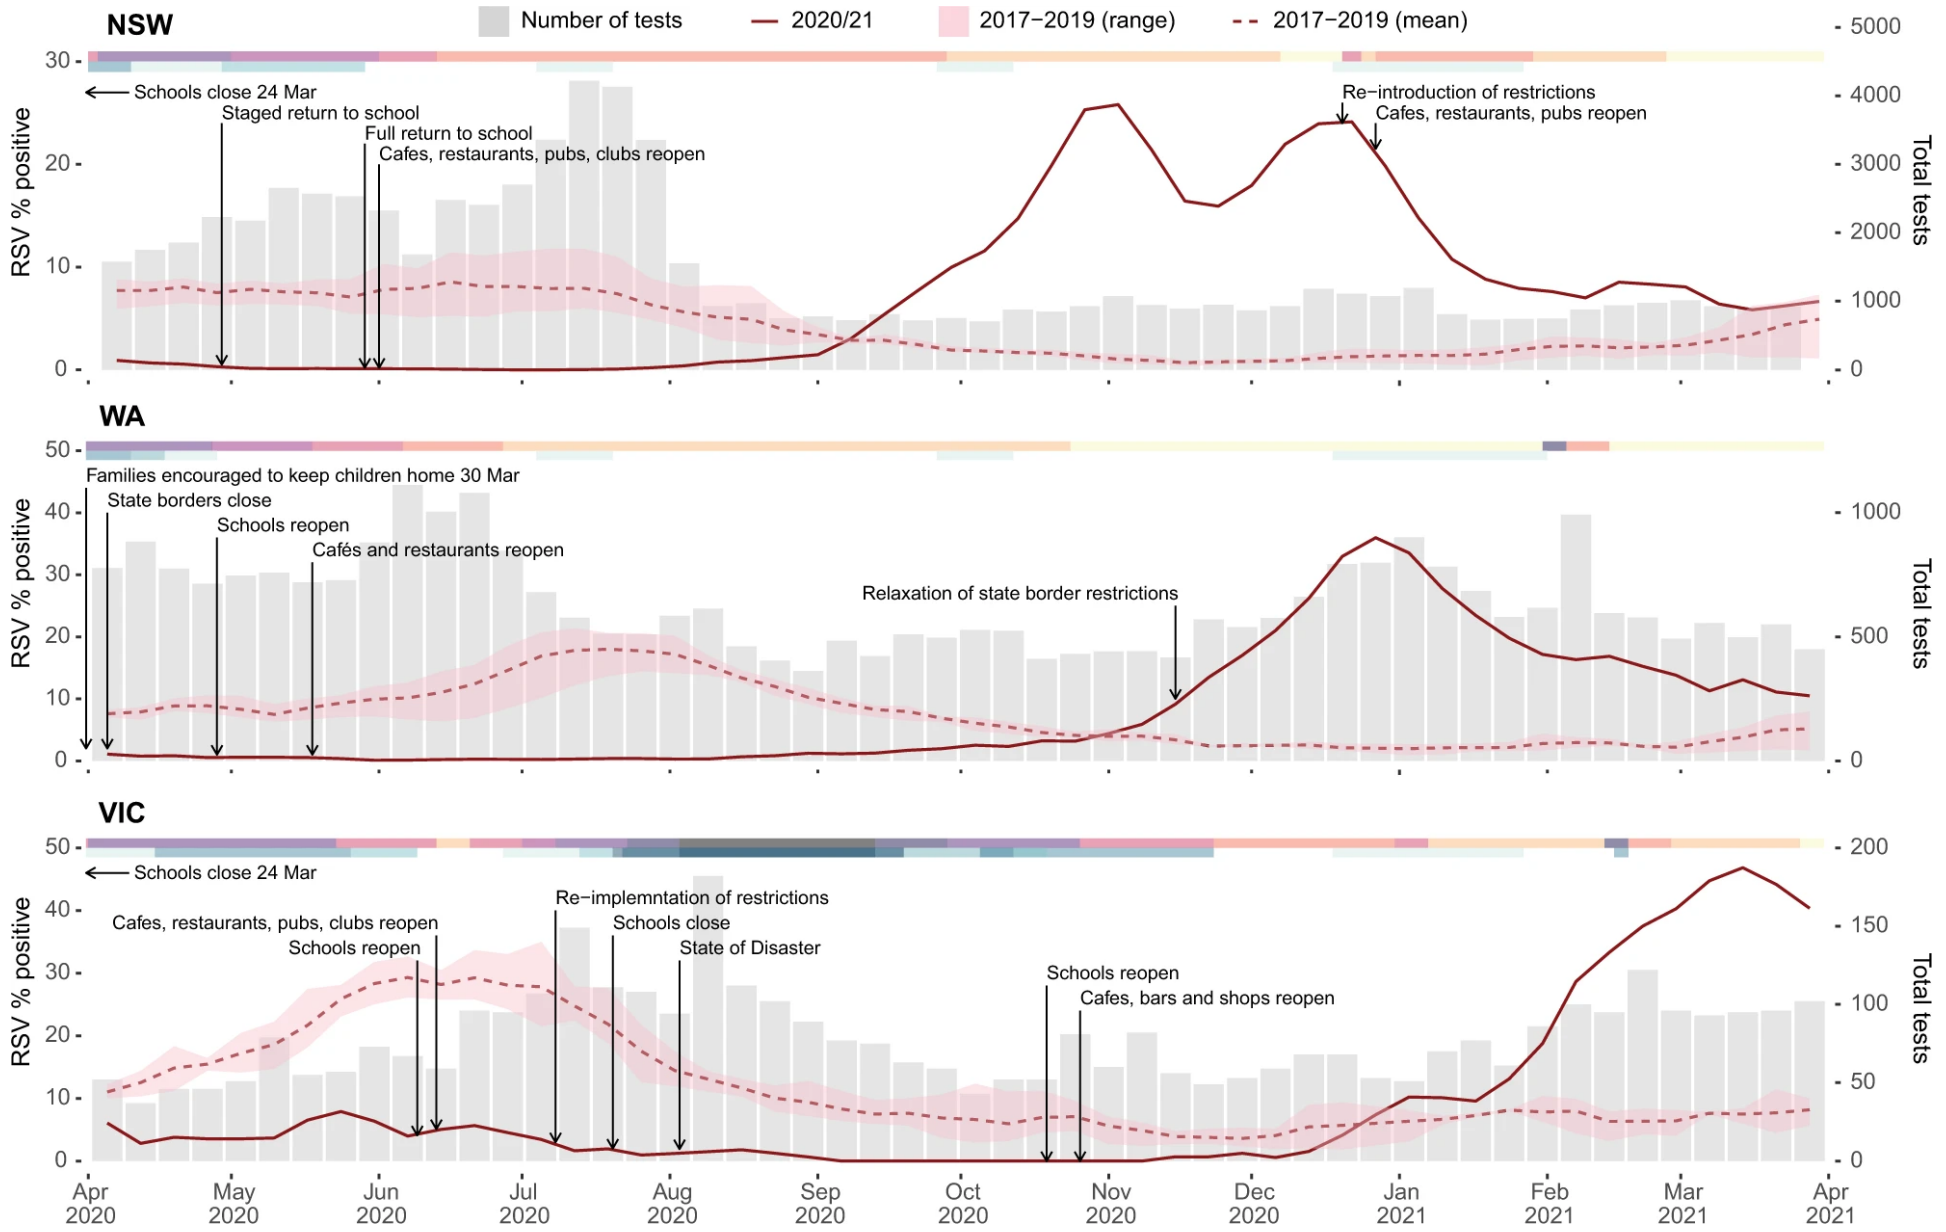 NSW
Number of tests
2020/21
2017−2019 (range)
2017−2019 (mean)
RSV % positive
30
20
10
0
5000
4000
3000
2000
1000
0
Total tests
Schools close 24 Mar
Staged return to school
Full return to school
Cafes, restaurants, pubs, clubs reopen
Re−introduction of restrictions
Cafes, restaurants, pubs reopen
WA
RSV % positive
50
40
30
20
10
0
1000
500
0
Total tests
Families encouraged to keep children home 30 Mar
State borders close
Schools reopen
Cafés and restaurants reopen
Relaxation of state border restrictions
VIC
RSV % positive
50
40
30
20
10
0
200
150
100
50
0
Total tests
Schools close 24 Mar
Cafes, restaurants, pubs, clubs reopen
Schools reopen
Re−implemntation of restrictions
Schools close
State of Disaster
Schools reopen
Cafes, bars and shops reopen
Apr May Jun Jul Aug Sep Oct Nov Dec Jan Feb Mar Apr
2020 2020 2020 2020 2020 2020 2020 2020 2020 2021 2021 2021 2021